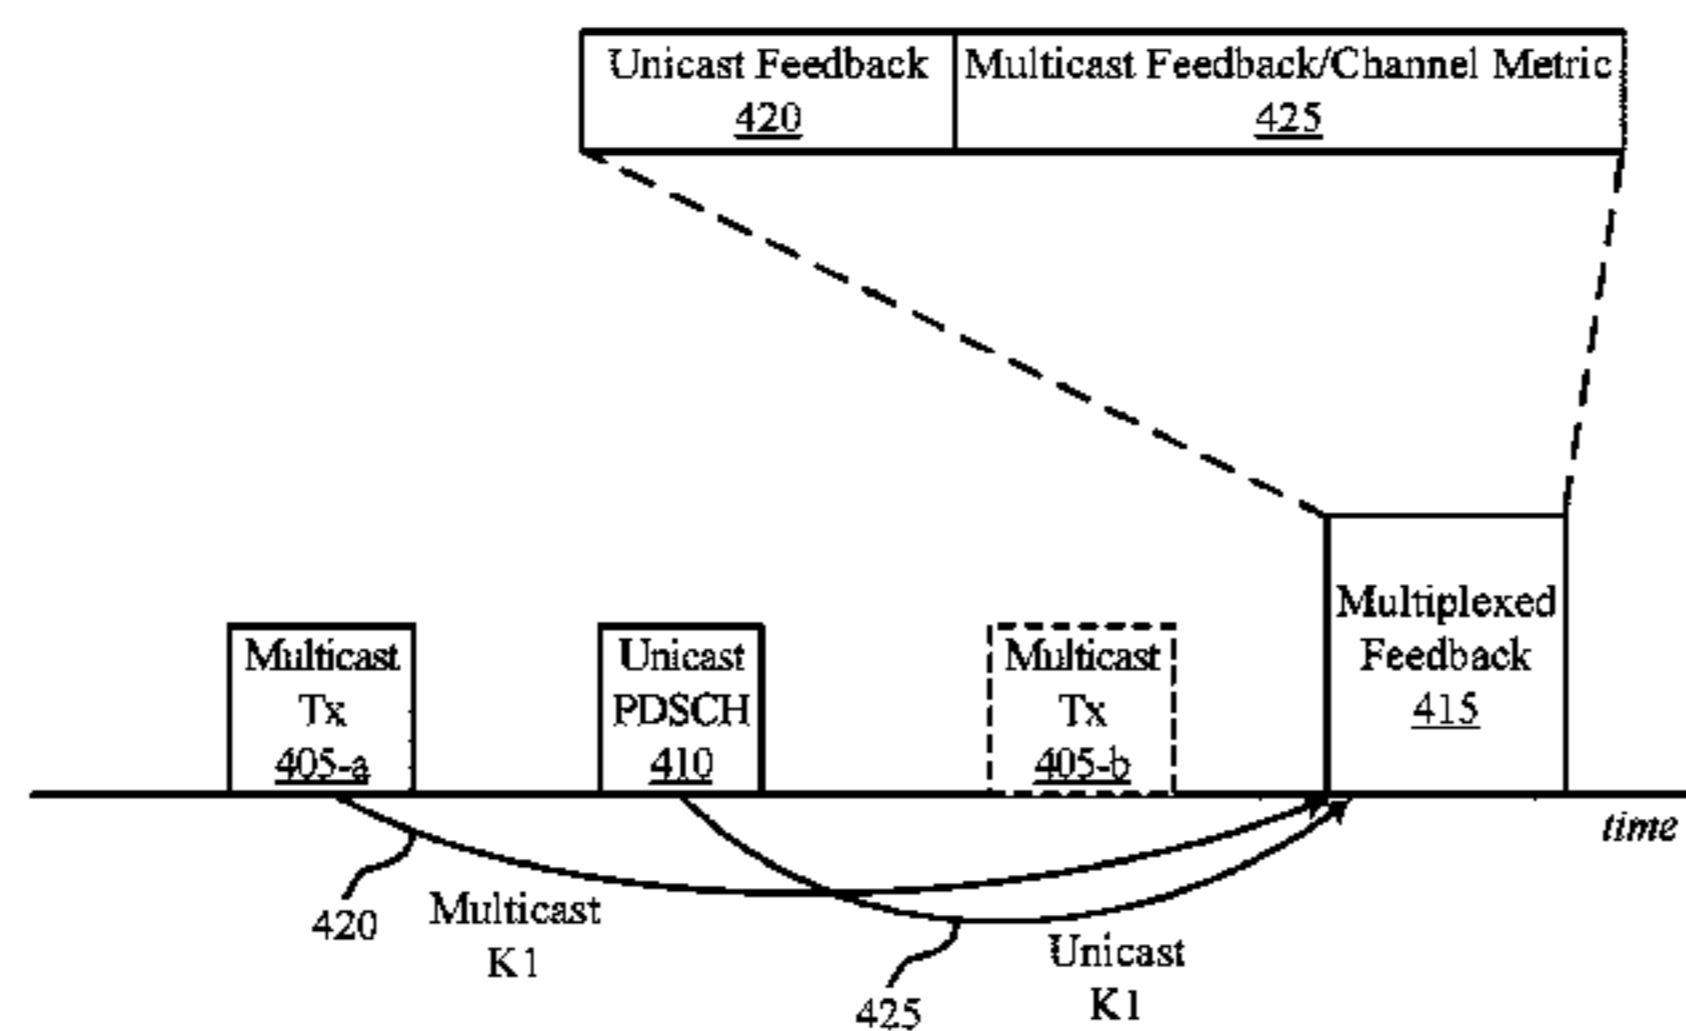 Unicast Feedback
420
Multicast Feedback/Channel Metric
425
Multicast
Tx
405-a
Unicast
PDSCH
410
Multicast
Tx
405-b
Multiplexed
Feedback
415
time
420
Multicast
K1
425
Unicast
K1